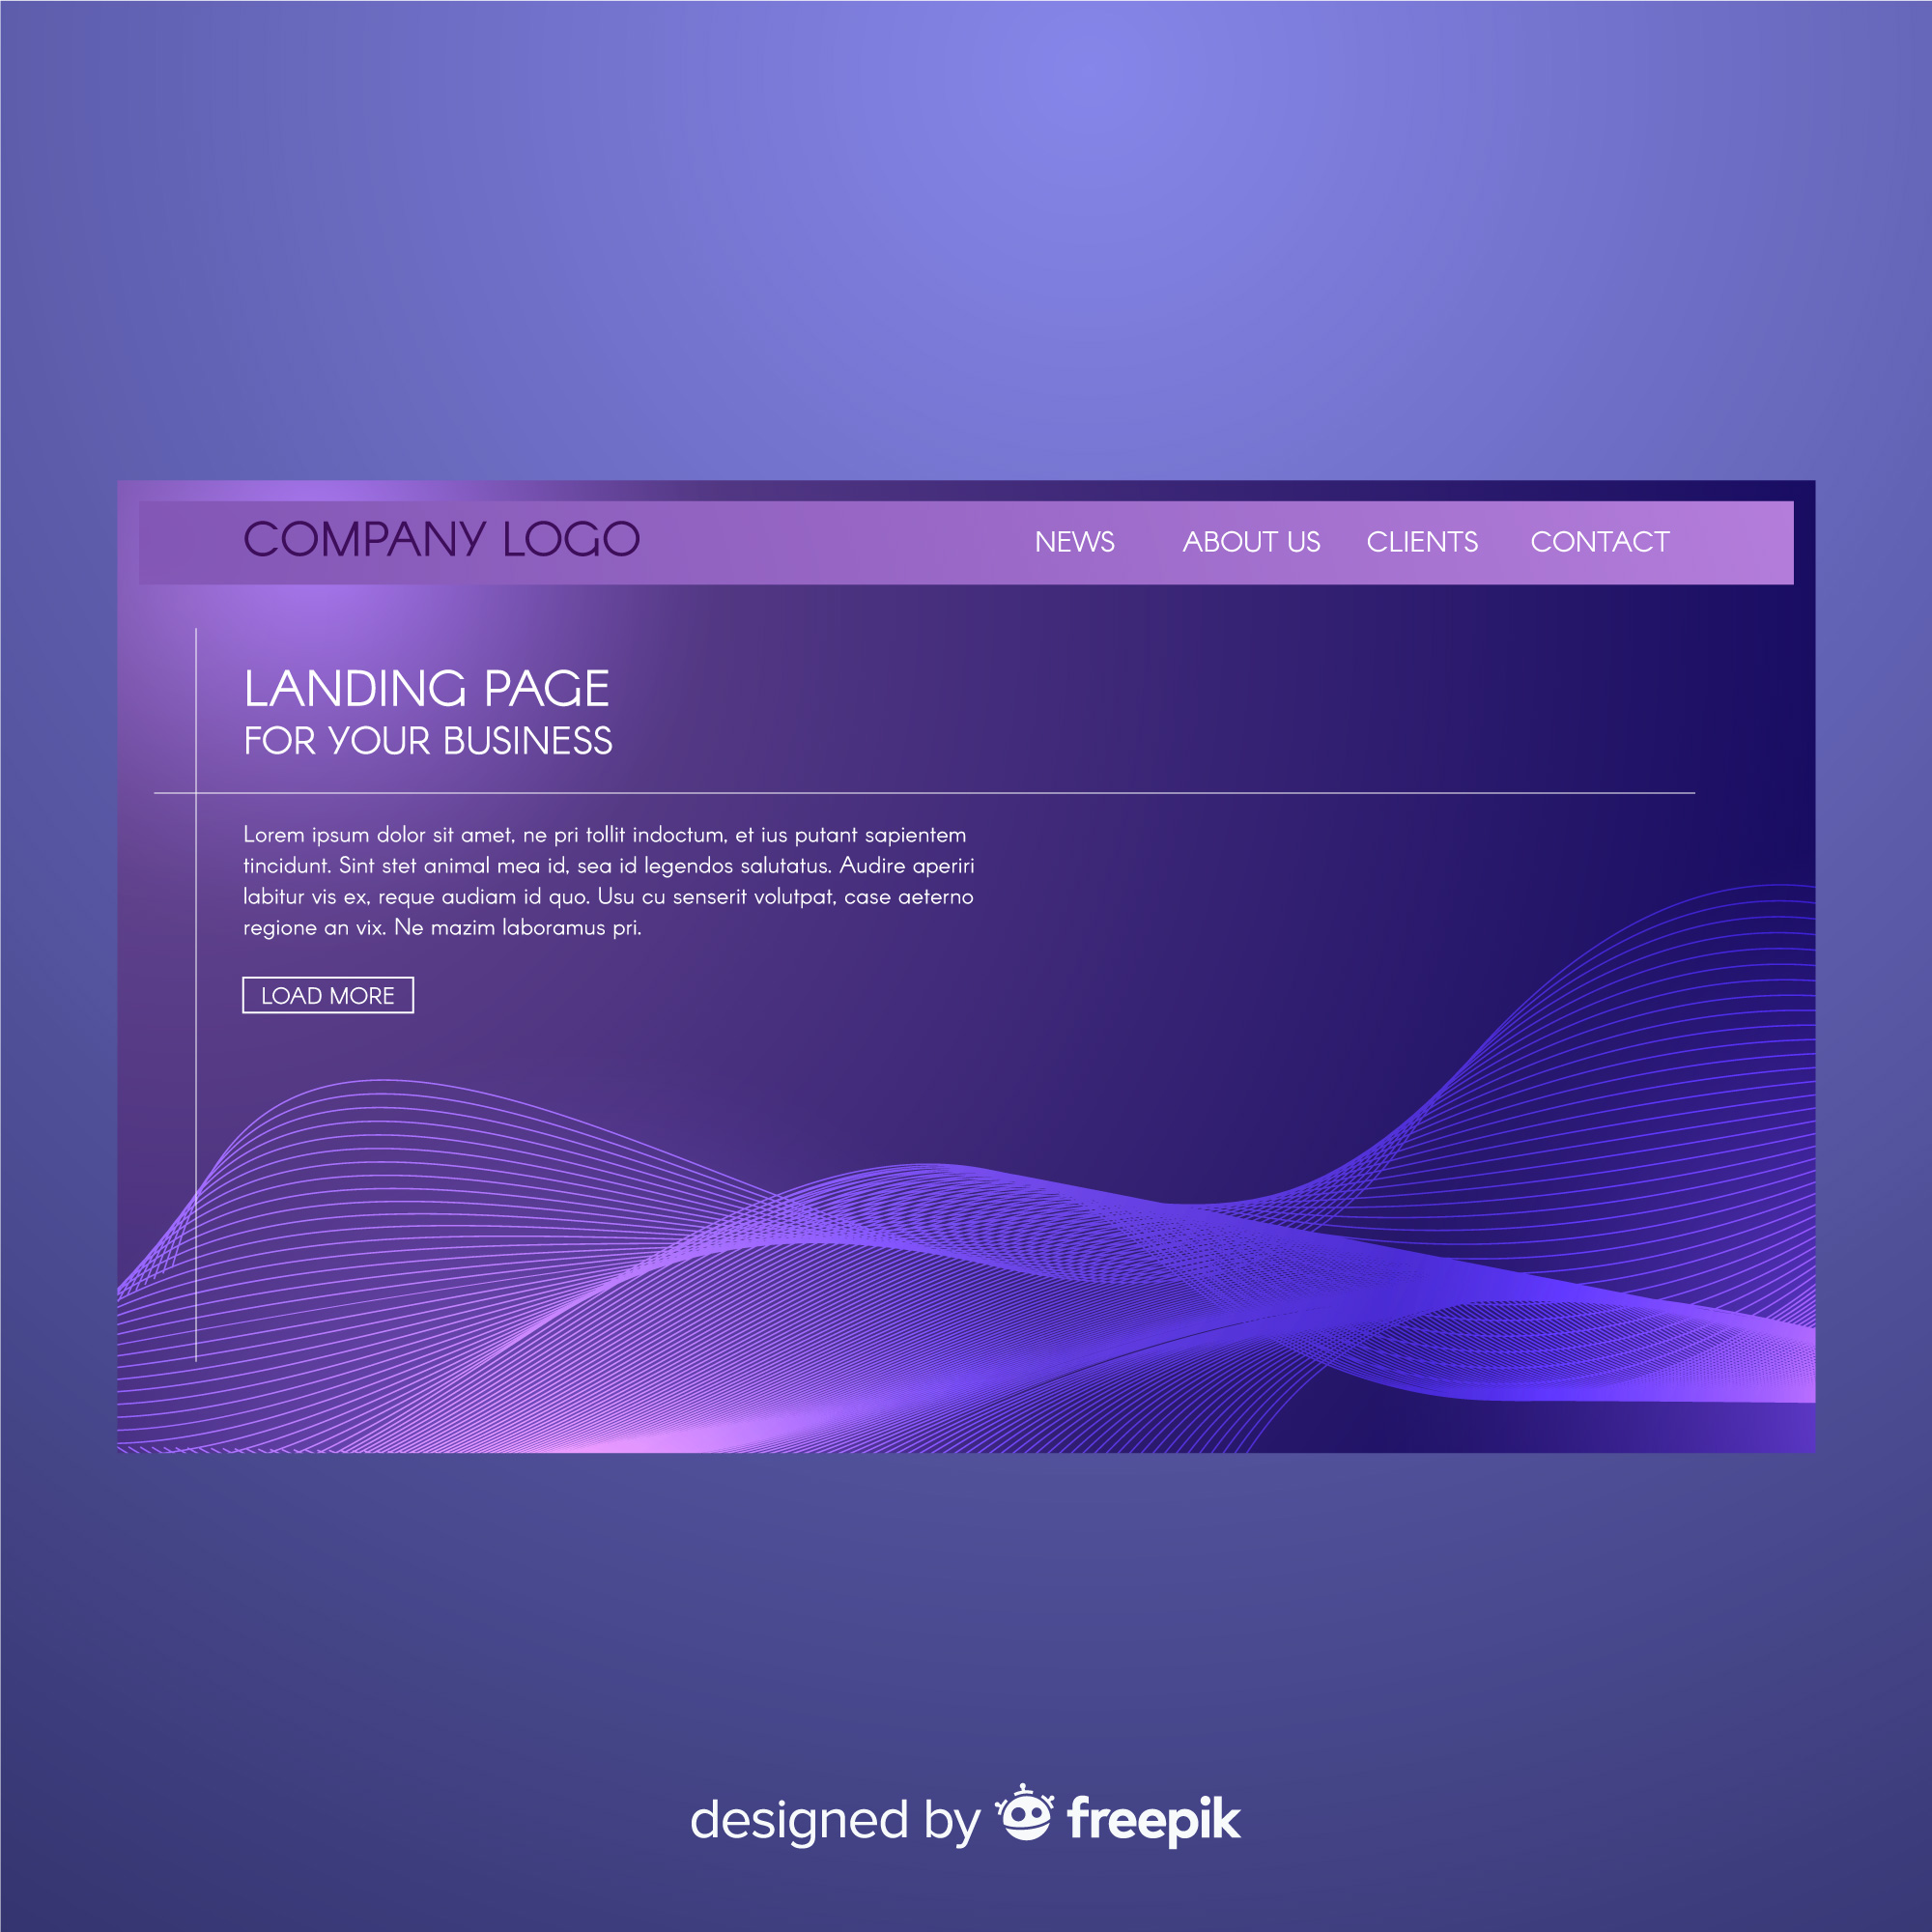 COMPANY LOGO
NEWS ABOUT US CLIENTS CONTACT
LANDING PAGE
FOR YOUR BUSINESS
Lorem ipsum dolor sit amet, ne pri tollit indoctum, et ius putant sapientem
tincidunt. Sint stet animal mea id, sea id legendos salutatus. Audire aperiri
labitur vis ex, reque audiam id quo. Usu cu senserit volutpat, case aeterno
regione an vix. Ne mazim laboramus pri.
LOAD MORE
designed by freepik